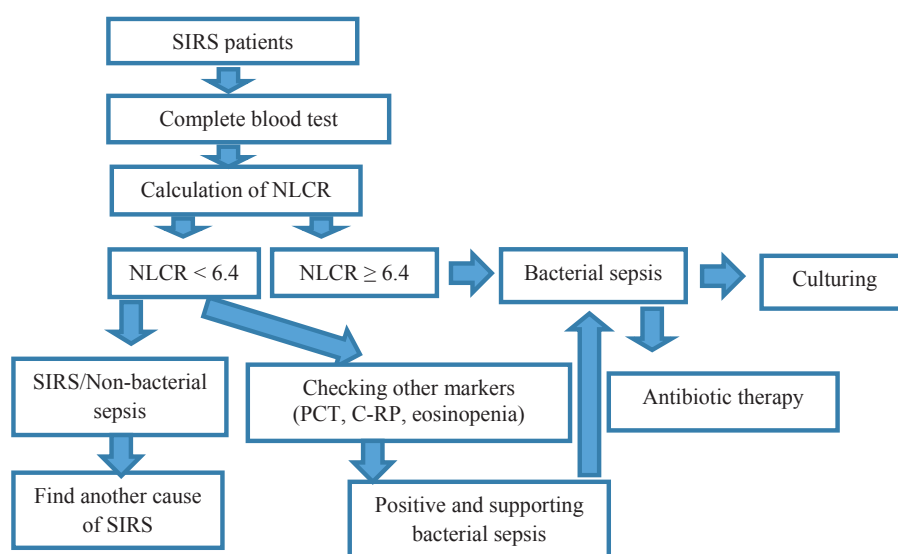 SIRS patients
Complete blood test
Calculation of NLCR
NLCR < 6.4
NLCR ≥ 6.4
Bacterial sepsis
Culturing
SIRS/Non-bacterial
sepsis
Checking other markers
(PCT, C-RP, eosinopenia)
Antibiotic therapy
Find another cause
of SIRS
Positive and supporting
bacterial sepsis